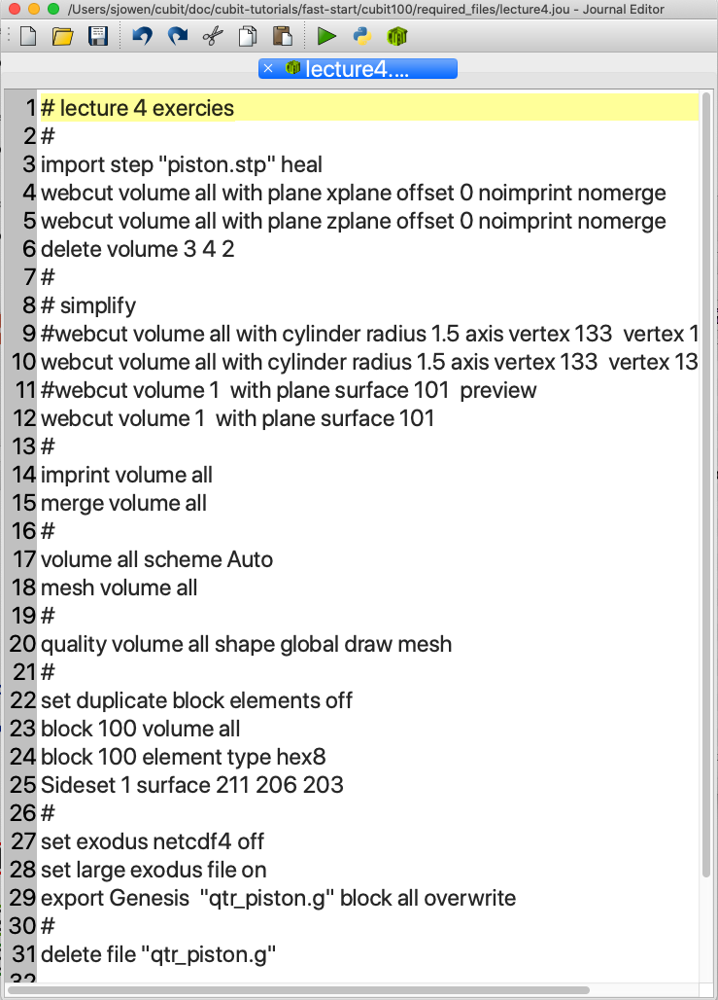 /Users/sjowen/cubit/doc/cubit-tutorials/fast-start/cubit100/required_files/lecture4.jou - Journal Editor
lecture4....
1 # lecture 4 exercies
2 #
3 import step "piston.stp" heal
4 webcut volume all with plane xplane offset 0 noimprint nomerge
5 webcut volume all with plane zplane offset 0 noimprint nomerge
6 delete volume 3 4 2
7 #
8 # simplify
9 #webcut volume all with cylinder radius 1.5 axis vertex 133  vertex 1
10 webcut volume all with cylinder radius 1.5 axis vertex 133  vertex 13
11 #webcut volume 1  with plane surface 101  preview
12 webcut volume 1  with plane surface 101
13 #
14 imprint volume all
15 merge volume all
16 #
17 volume all scheme Auto
18 mesh volume all
19 #
20 quality volume all shape global draw mesh
21 #
22 set duplicate block elements off
23 block 100 volume all
24 block 100 element type hex8
25 Sideset 1 surface 211 206 203
26 #
27 set exodus netcdf4 off
28 set large exodus file on
29 export Genesis  "qtr_piston.g" block all overwrite
30 #
31 delete file "qtr_piston.g"
32